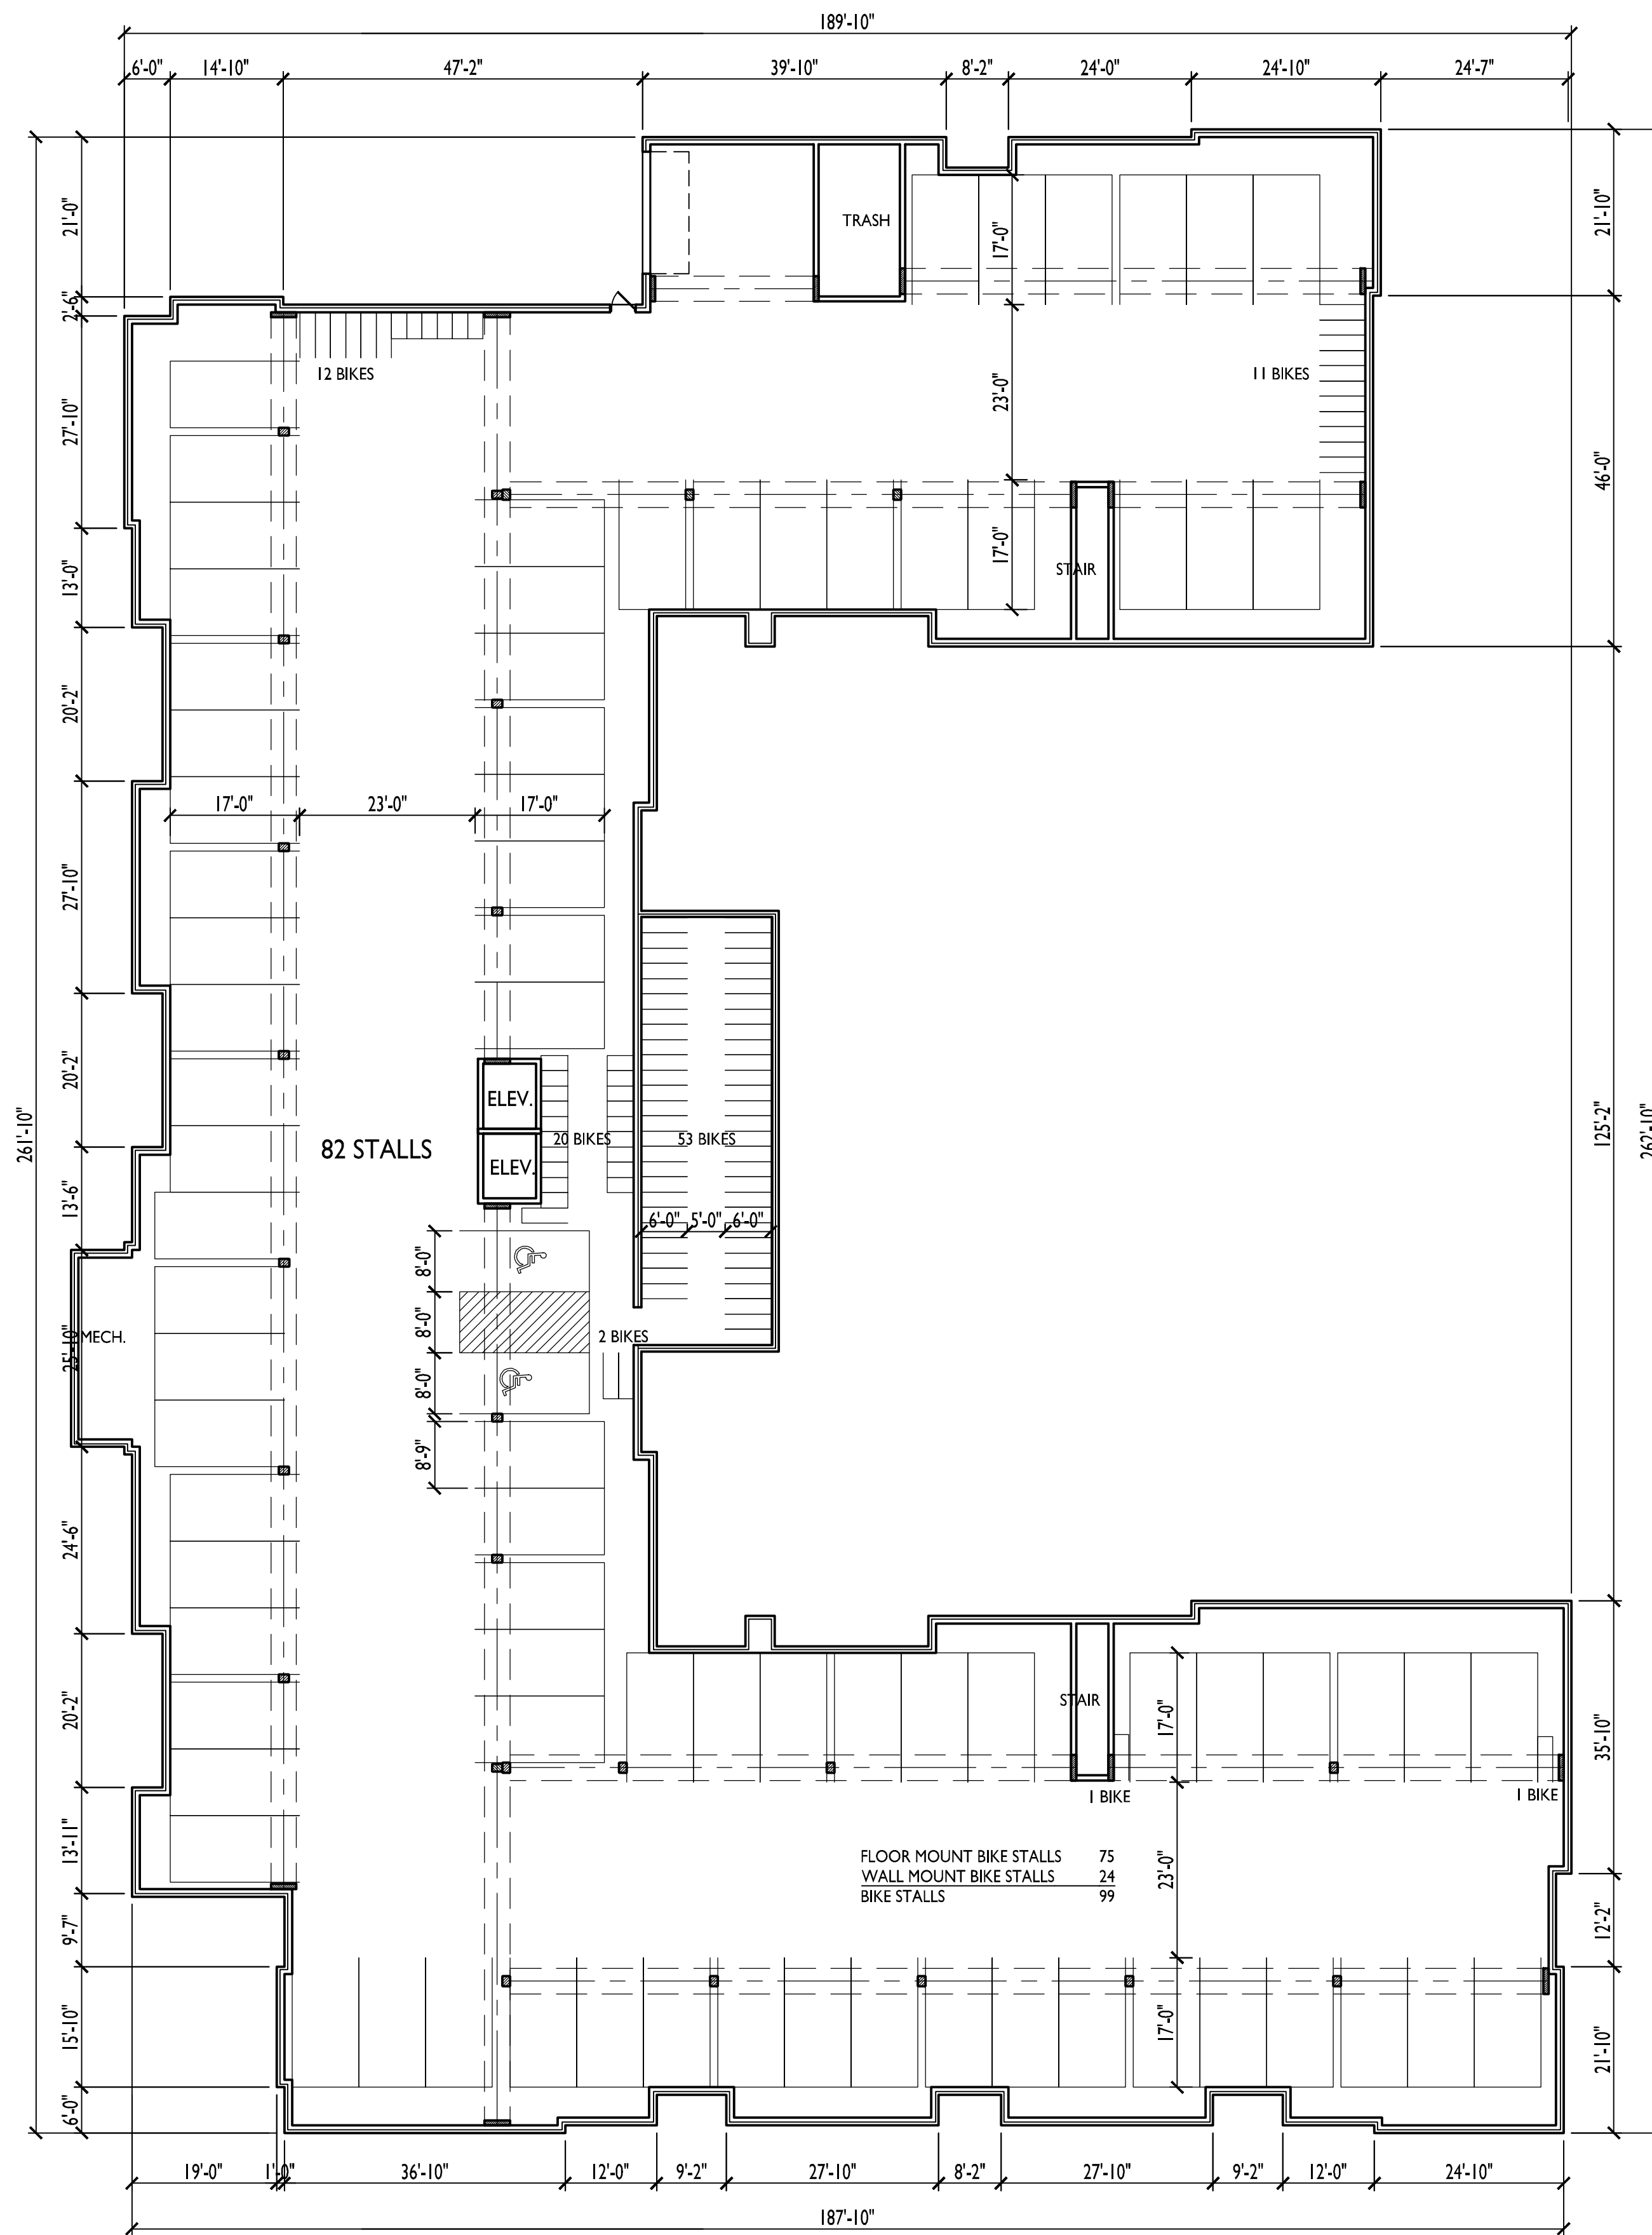 189'-10"
6'-0" 14'-10" 47'-2" 39'-10" 8'-2" 24'-0" 24'-10" 24'-7"
21'-0"
TRASH
17'-0"
21'-10"
2'-6"
12 BIKES
11 BIKES
27'-10"
23'-0"
46'-0"
13'-0"
17'-0"
STAIR
20'-2"
17'-0" 23'-0" 17'-0"
27'-10"
20'-2"
ELEV.
261'-10"
82 STALLS
20 BIKES
53 BIKES
125'-2"
262'-10"
ELEV.
13'-6"
6'-0" 5'-0" 6'-0"
8'-0"
25'-10"
MECH.
8'-0"
2 BIKES
8'-0"
8'-9"
24'-6"
20'-2"
STAIR
17'-0"
35'-10"
1 BIKE
1 BIKE
13'-11"
FLOOR MOUNT BIKE STALLS 75
WALL MOUNT BIKE STALLS 24
BIKE STALLS 99
23'-0"
9'-7"
12'-2"
15'-10"
17'-0"
21'-10"
6'-0"
19'-0" 1'-0" 36'-10" 12'-0" 9'-2" 27'-10" 8'-2" 27'-10" 9'-2" 12'-0" 24'-10"
187'-10"